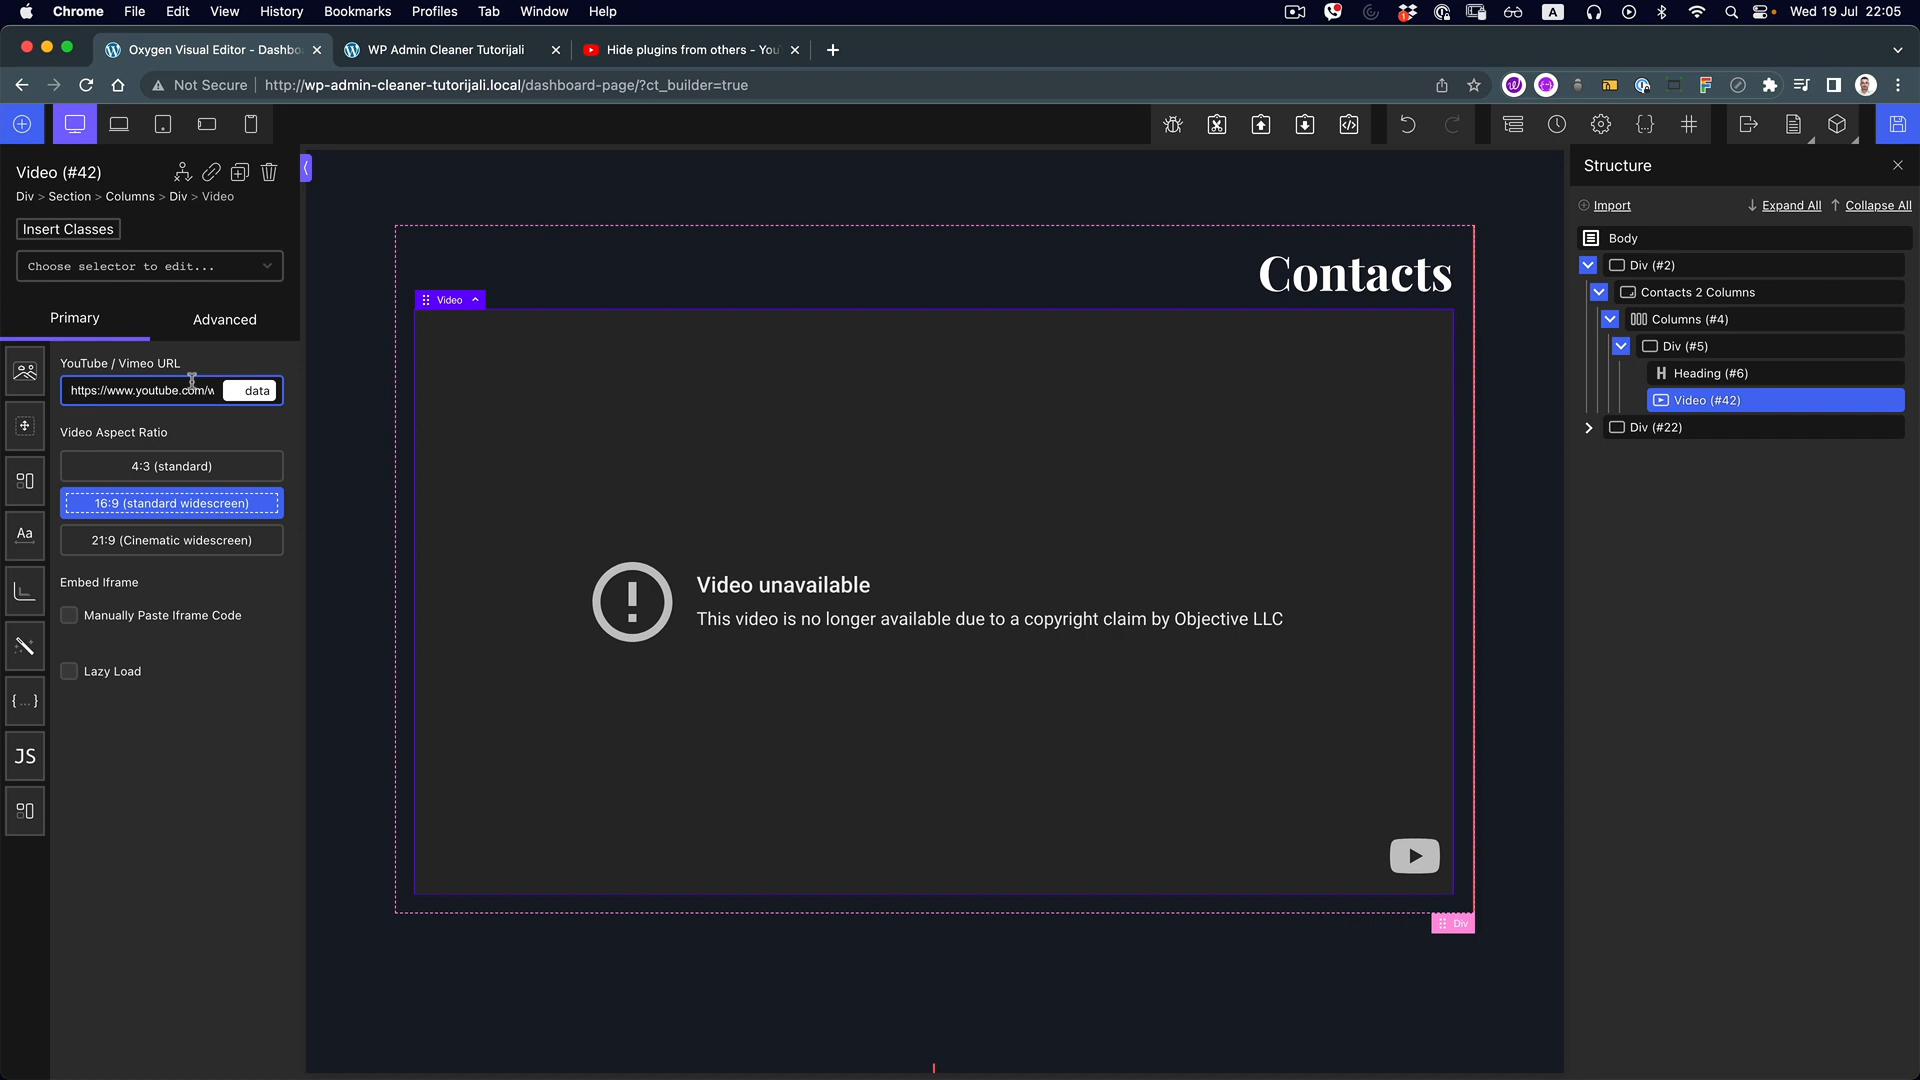 Chrome File Edit View History Bookmarks Profiles Tab Window Help
A
Wed 19 Jul 22:05
Oxygen Visual Editor - Dashbo
WP Admin Cleaner Tutorijali
Hide plugins from others - You
Not Secure
http://wp-admin-cleaner-tutorijali.local/dashboard-page/?ct_builder=true
Video (#42)
Div > Section > Columns > Div > Video
Insert Classes
Choose selector to edit...
Primary
Advanced
YouTube / Vimeo URL
https://www.youtube.com/w
data
Video Aspect Ratio
4:3 (standard)
16:9 (standard widescreen)
21:9 (Cinematic widescreen)
Embed Iframe
Manually Paste Iframe Code
Lazy Load
Aa
{...}
JS
Contacts
Video
Video unavailable
This video is no longer available due to a copyright claim by Objective LLC
Div
Structure
Import
Expand All
Collapse All
Body
Div (#2)
Contacts 2 Columns
Columns (#4)
Div (#5)
Heading (#6)
Video (#42)
Div (#22)